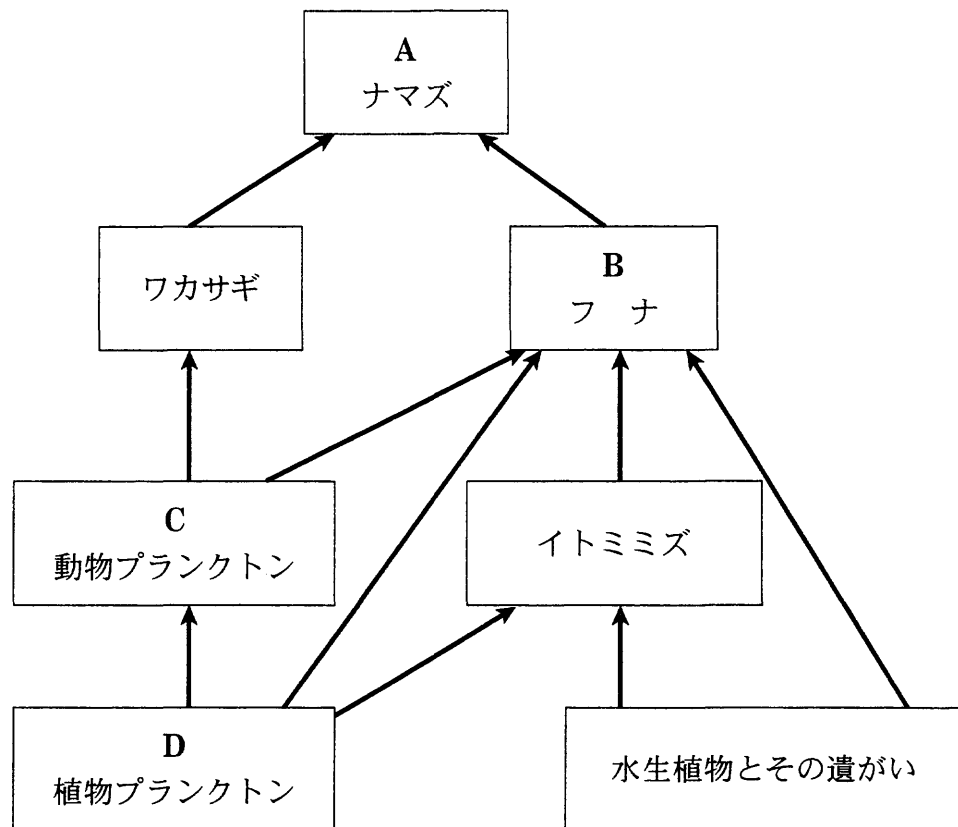 A
ナマズ
ワカサギ
B
フ ナ
C
動物プランクトン
イトミミズ
D
植物プランクトン
水生植物とその遺がい